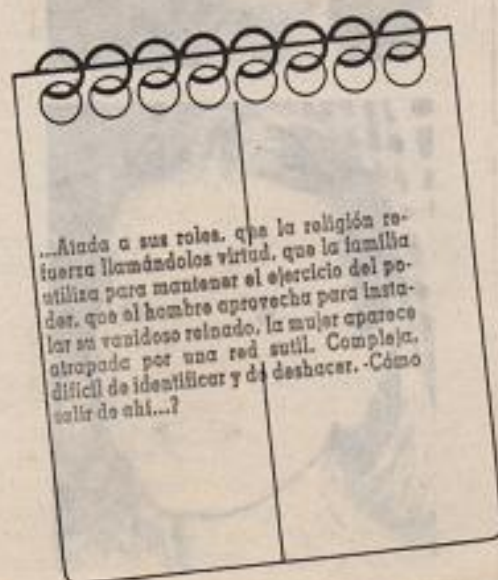 ...Atada a sus roles, que la religión re-
fuerza llamándolos virtud, que la familia
utiliza para mantener el ejercicio del po-
der, que el hombre aprovecha para insta-
lar su vanidoso reinado, la mujer aparece
atrapada por una red sutil. Compleja,
difícil de identificar y de deshacer. -Cómo
salir de ahí...?